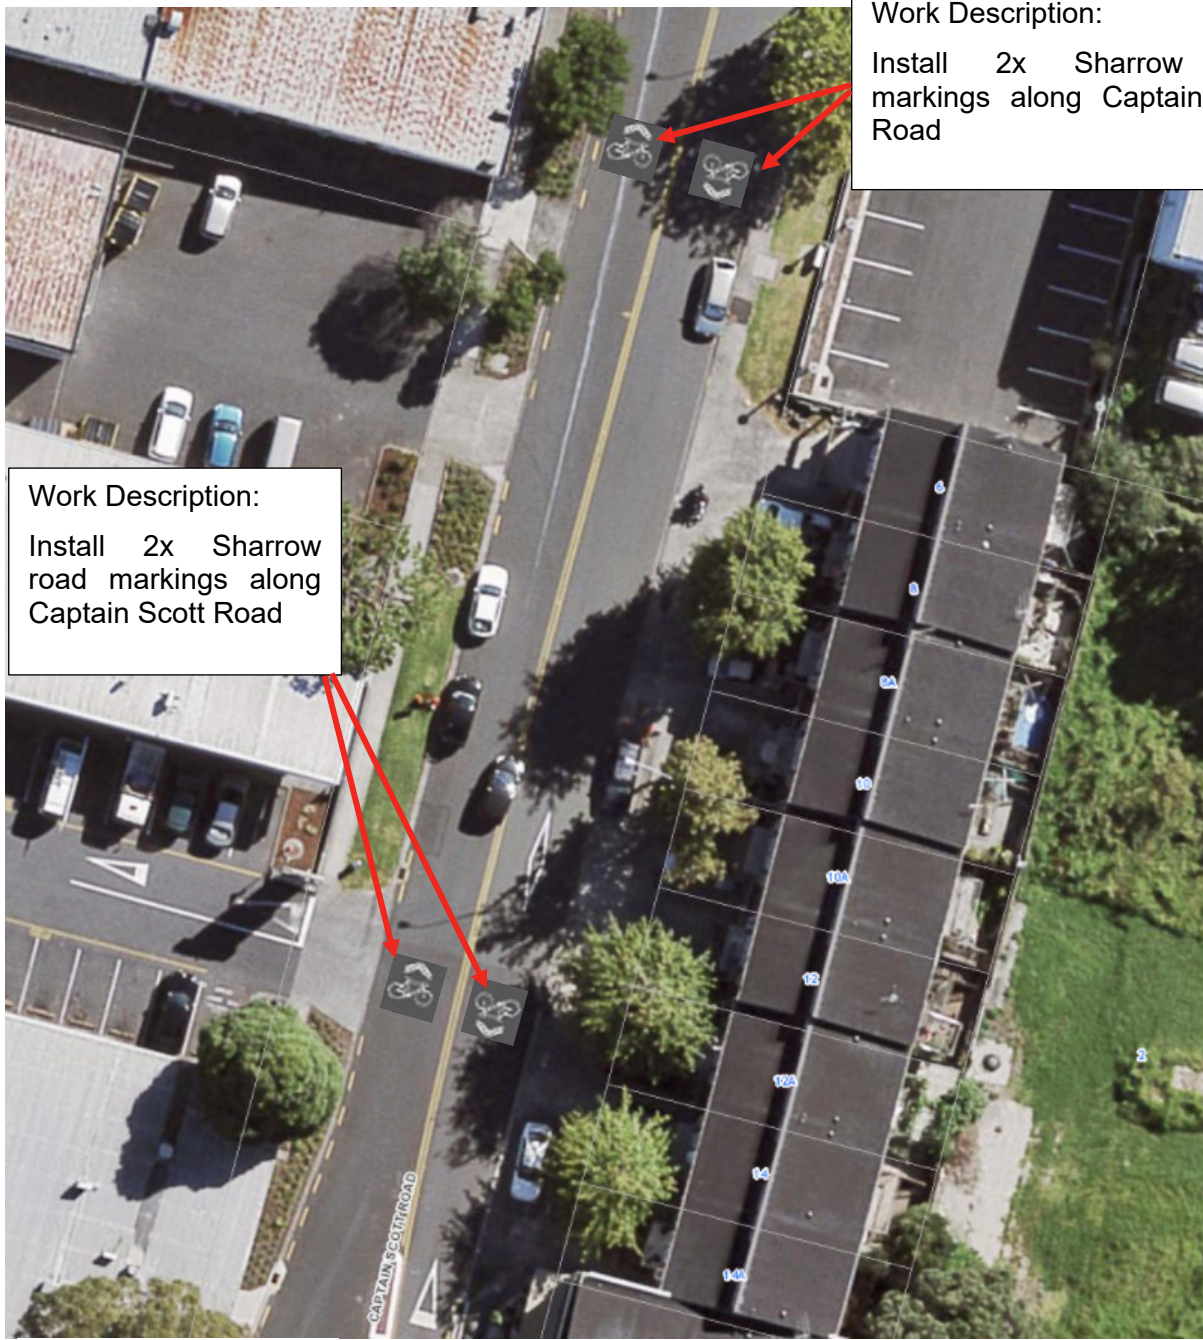 Work Description:
Install 2x Sharrow
markings along Captain
Road
Work Description:
Install 2x Sharrow
road markings along
Captain Scott Road
6
8
8A
10
10A
12
12A
2
14
14A
CAPTAIN SCOTT ROAD